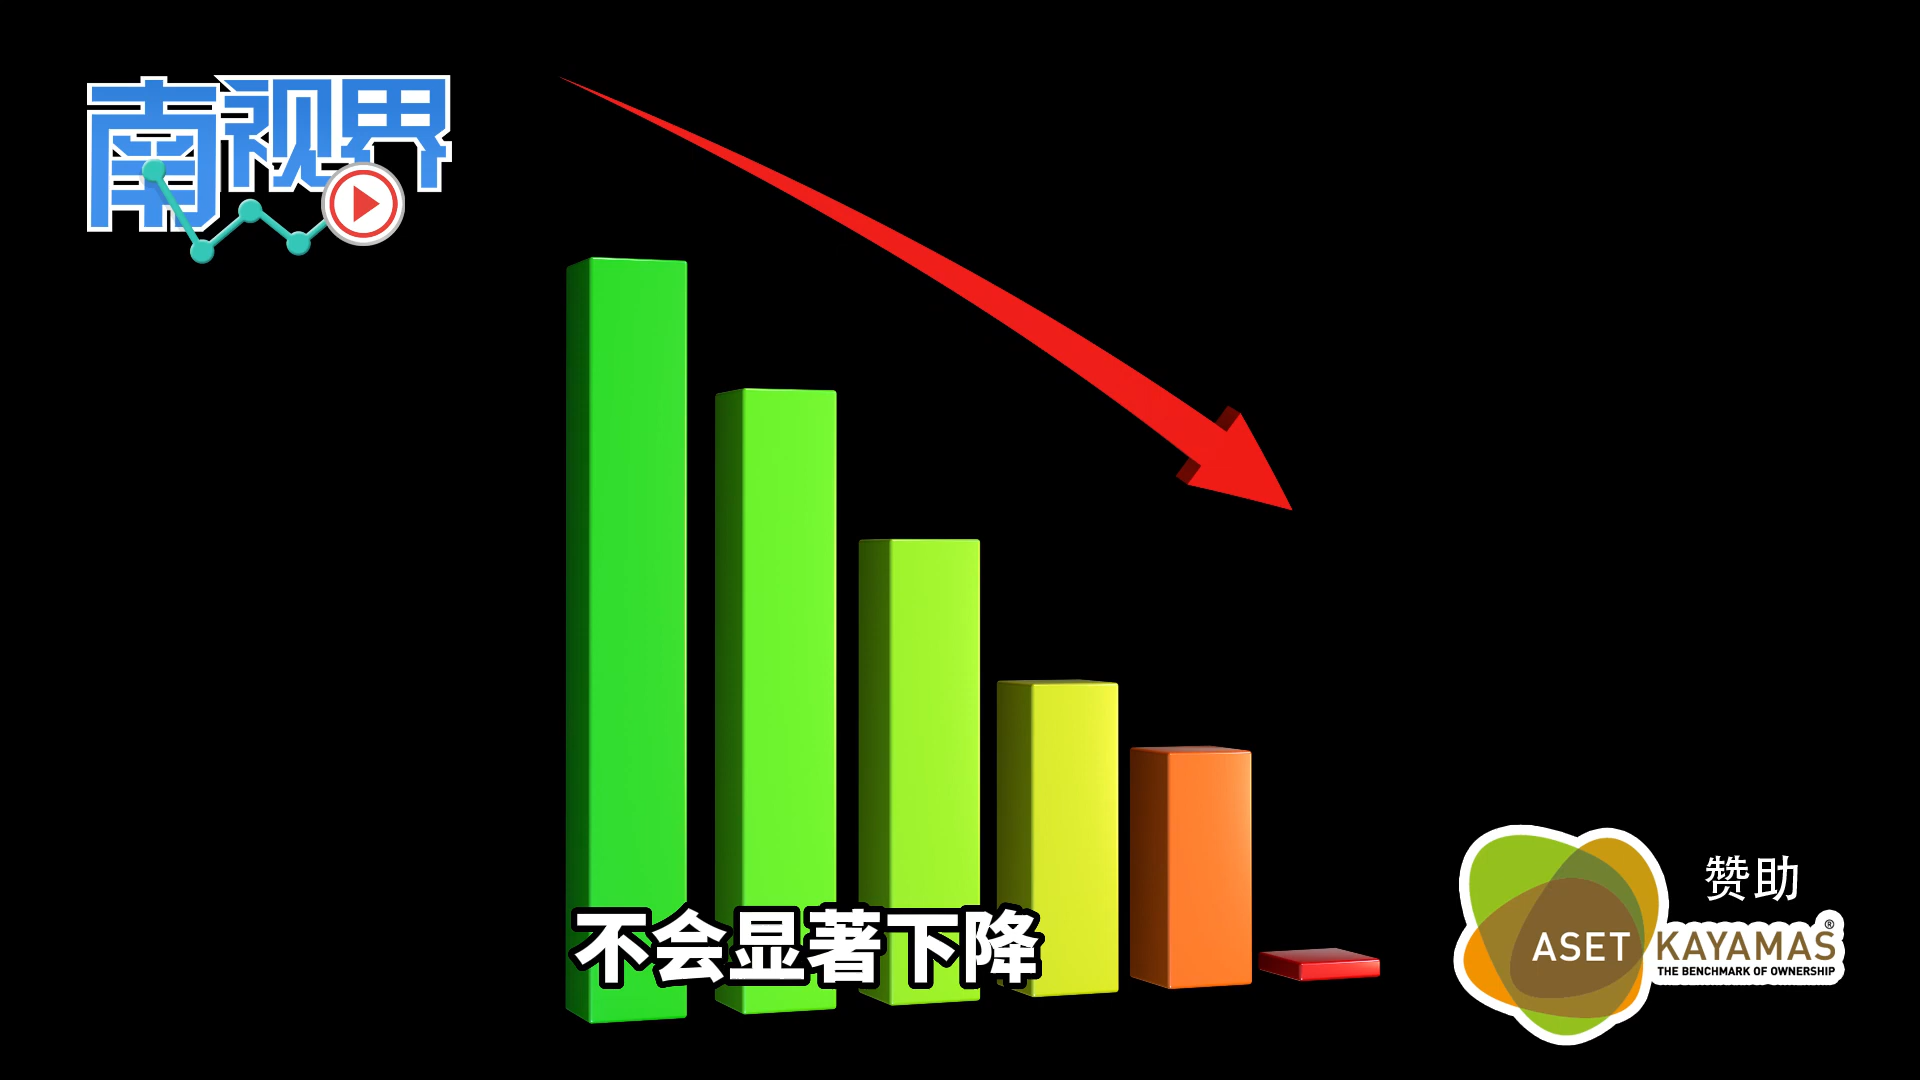 南视界
不会显著下降
赞助
ASET KAYAMAS®
THE BENCHMARK OF OWNERSHIP